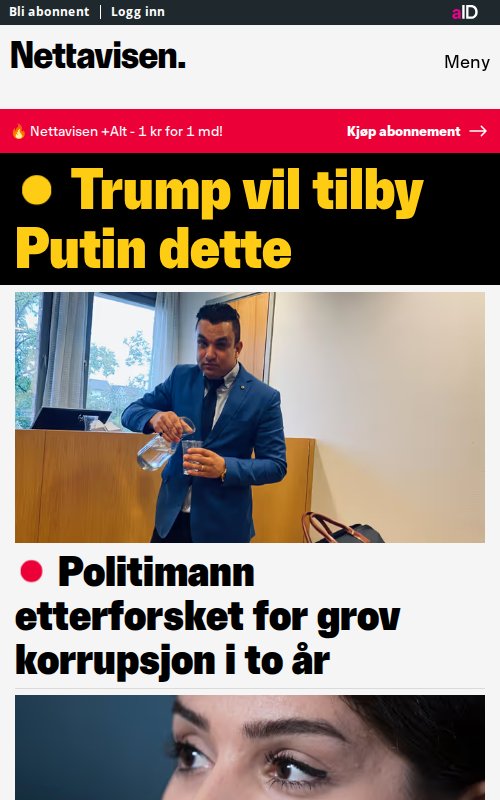 Bli abonnent | Logg inn aID
Nettavisen.
Meny
🔥 Nettavisen +Alt - 1 kr for 1 md! Kjøp abonnement →
Trump vil tilby
Putin dette
Politimann
etterforsket for grov
korrupsjon i to år